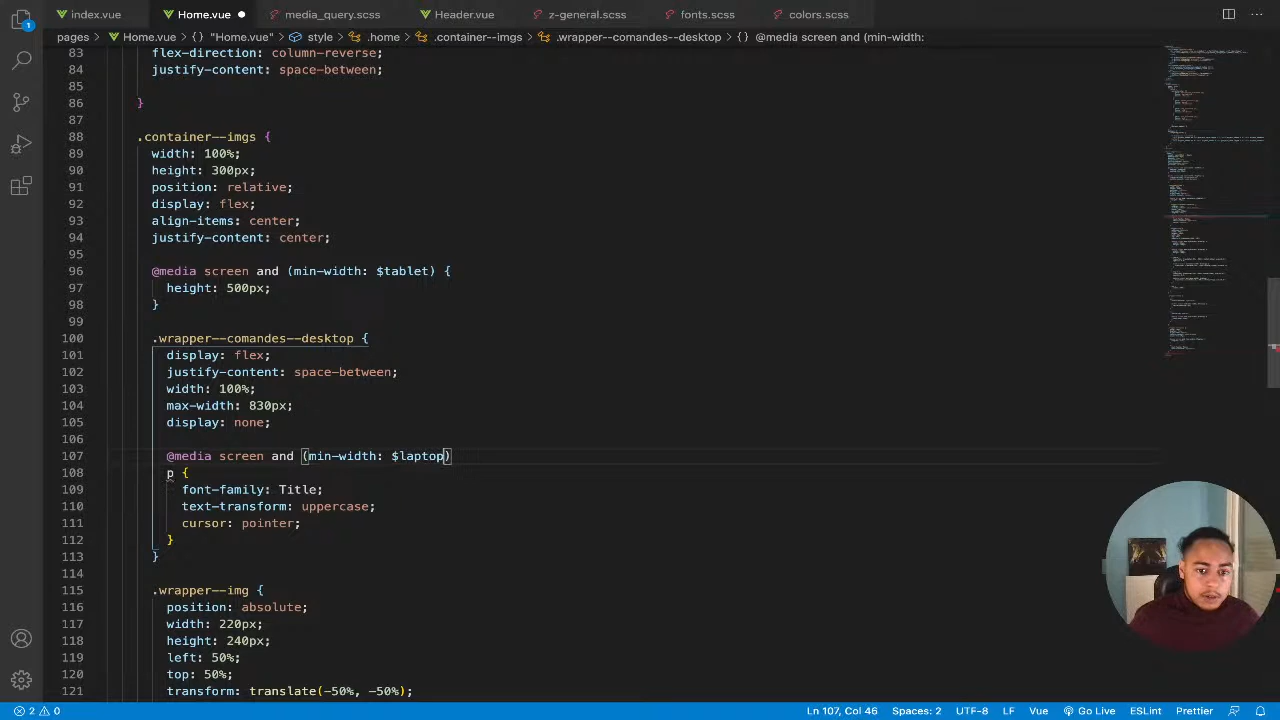 index.vue Home.vue media_query.scss Header.vue z-general.scss fonts.scss colors.scss
pages > Home.vue > {} "Home.vue" > style > .home > .container--imgs > .wrapper--comandes--desktop > {} @media screen and (min-width:
83 flex-direction: column-reverse;
84 justify-content: space-between;
85
86 }
87
88 .container--imgs {
89 width: 100%;
90 height: 300px;
91 position: relative;
92 display: flex;
93 align-items: center;
94 justify-content: center;
95
96 @media screen and (min-width: $tablet) {
97 height: 500px;
98 }
99
100 .wrapper--comandes--desktop {
101 display: flex;
102 justify-content: space-between;
103 width: 100%;
104 max-width: 830px;
105 display: none;
106
107 @media screen and (min-width: $laptop)
108 p {
109 font-family: Title;
110 text-transform: uppercase;
111 cursor: pointer;
112 }
113 }
114
115 .wrapper--img {
116 position: absolute;
117 width: 220px;
118 height: 240px;
119 left: 50%;
120 top: 50%;
121 transform: translate(-50%, -50%);
2 0 Ln 107, Col 46 Spaces: 2 UTF-8 LF Vue Go Live ESLint Prettier